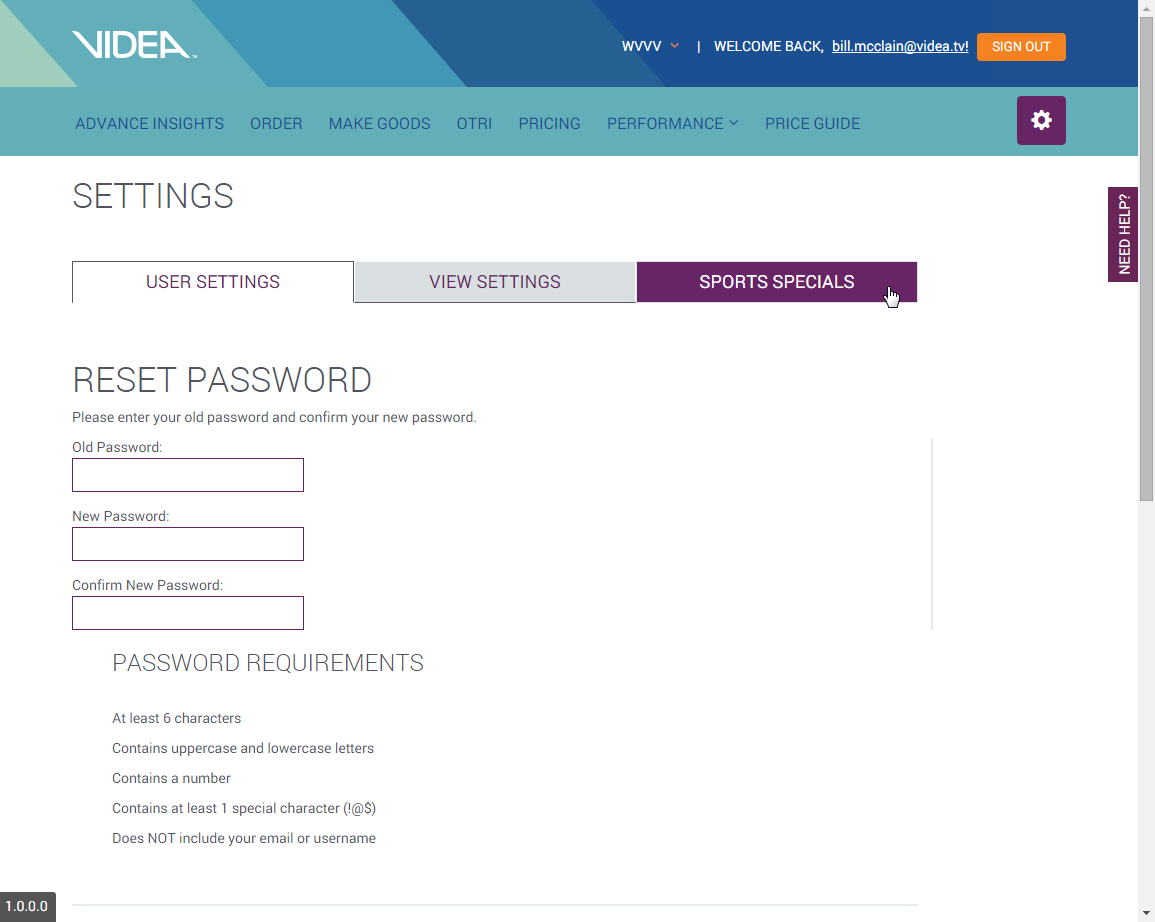 VIDEA™
WVVV | WELCOME BACK, bill.mcclain@videa.tv! SIGN OUT
ADVANCE INSIGHTS ORDER MAKE GOODS OTRI PRICING PERFORMANCE PRICE GUIDE
SETTINGS
NEED HELP?
USER SETTINGS VIEW SETTINGS SPORTS SPECIALS
RESET PASSWORD
Please enter your old password and confirm your new password.
Old Password:
New Password:
Confirm New Password:
PASSWORD REQUIREMENTS
At least 6 characters
Contains uppercase and lowercase letters
Contains a number
Contains at least 1 special character (!@$)
Does NOT include your email or username
1.0.0.0